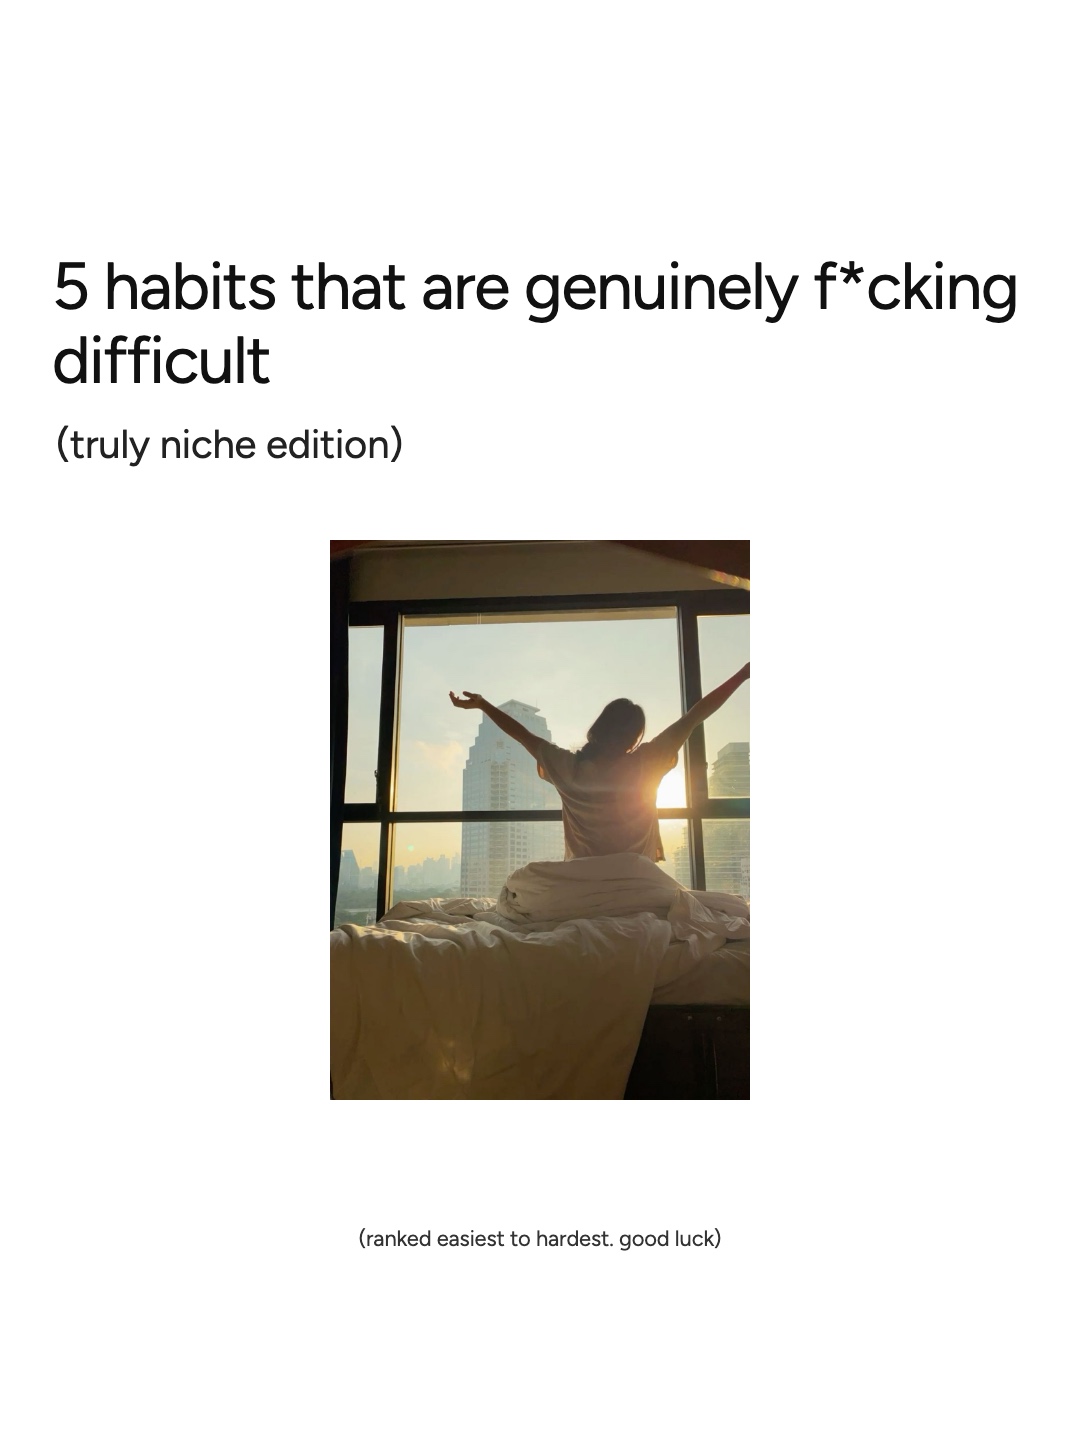 5 habits that are genuinely f*cking
difficult
(truly niche edition)
(ranked easiest to hardest. good luck)